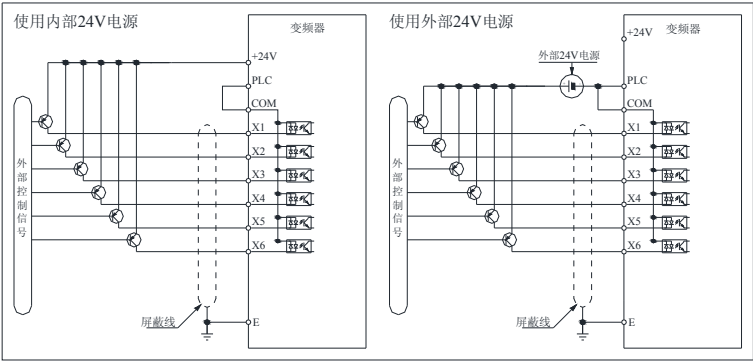 使用内部24V电源
变频器
+24V
PLC
COM
X1
X2
X3
X4
X5
X6
外部控制信号
屏蔽线
E
使用外部24V电源
变频器
+24V
外部24V电源
PLC
COM
X1
X2
X3
X4
X5
X6
外部控制信号
屏蔽线
E